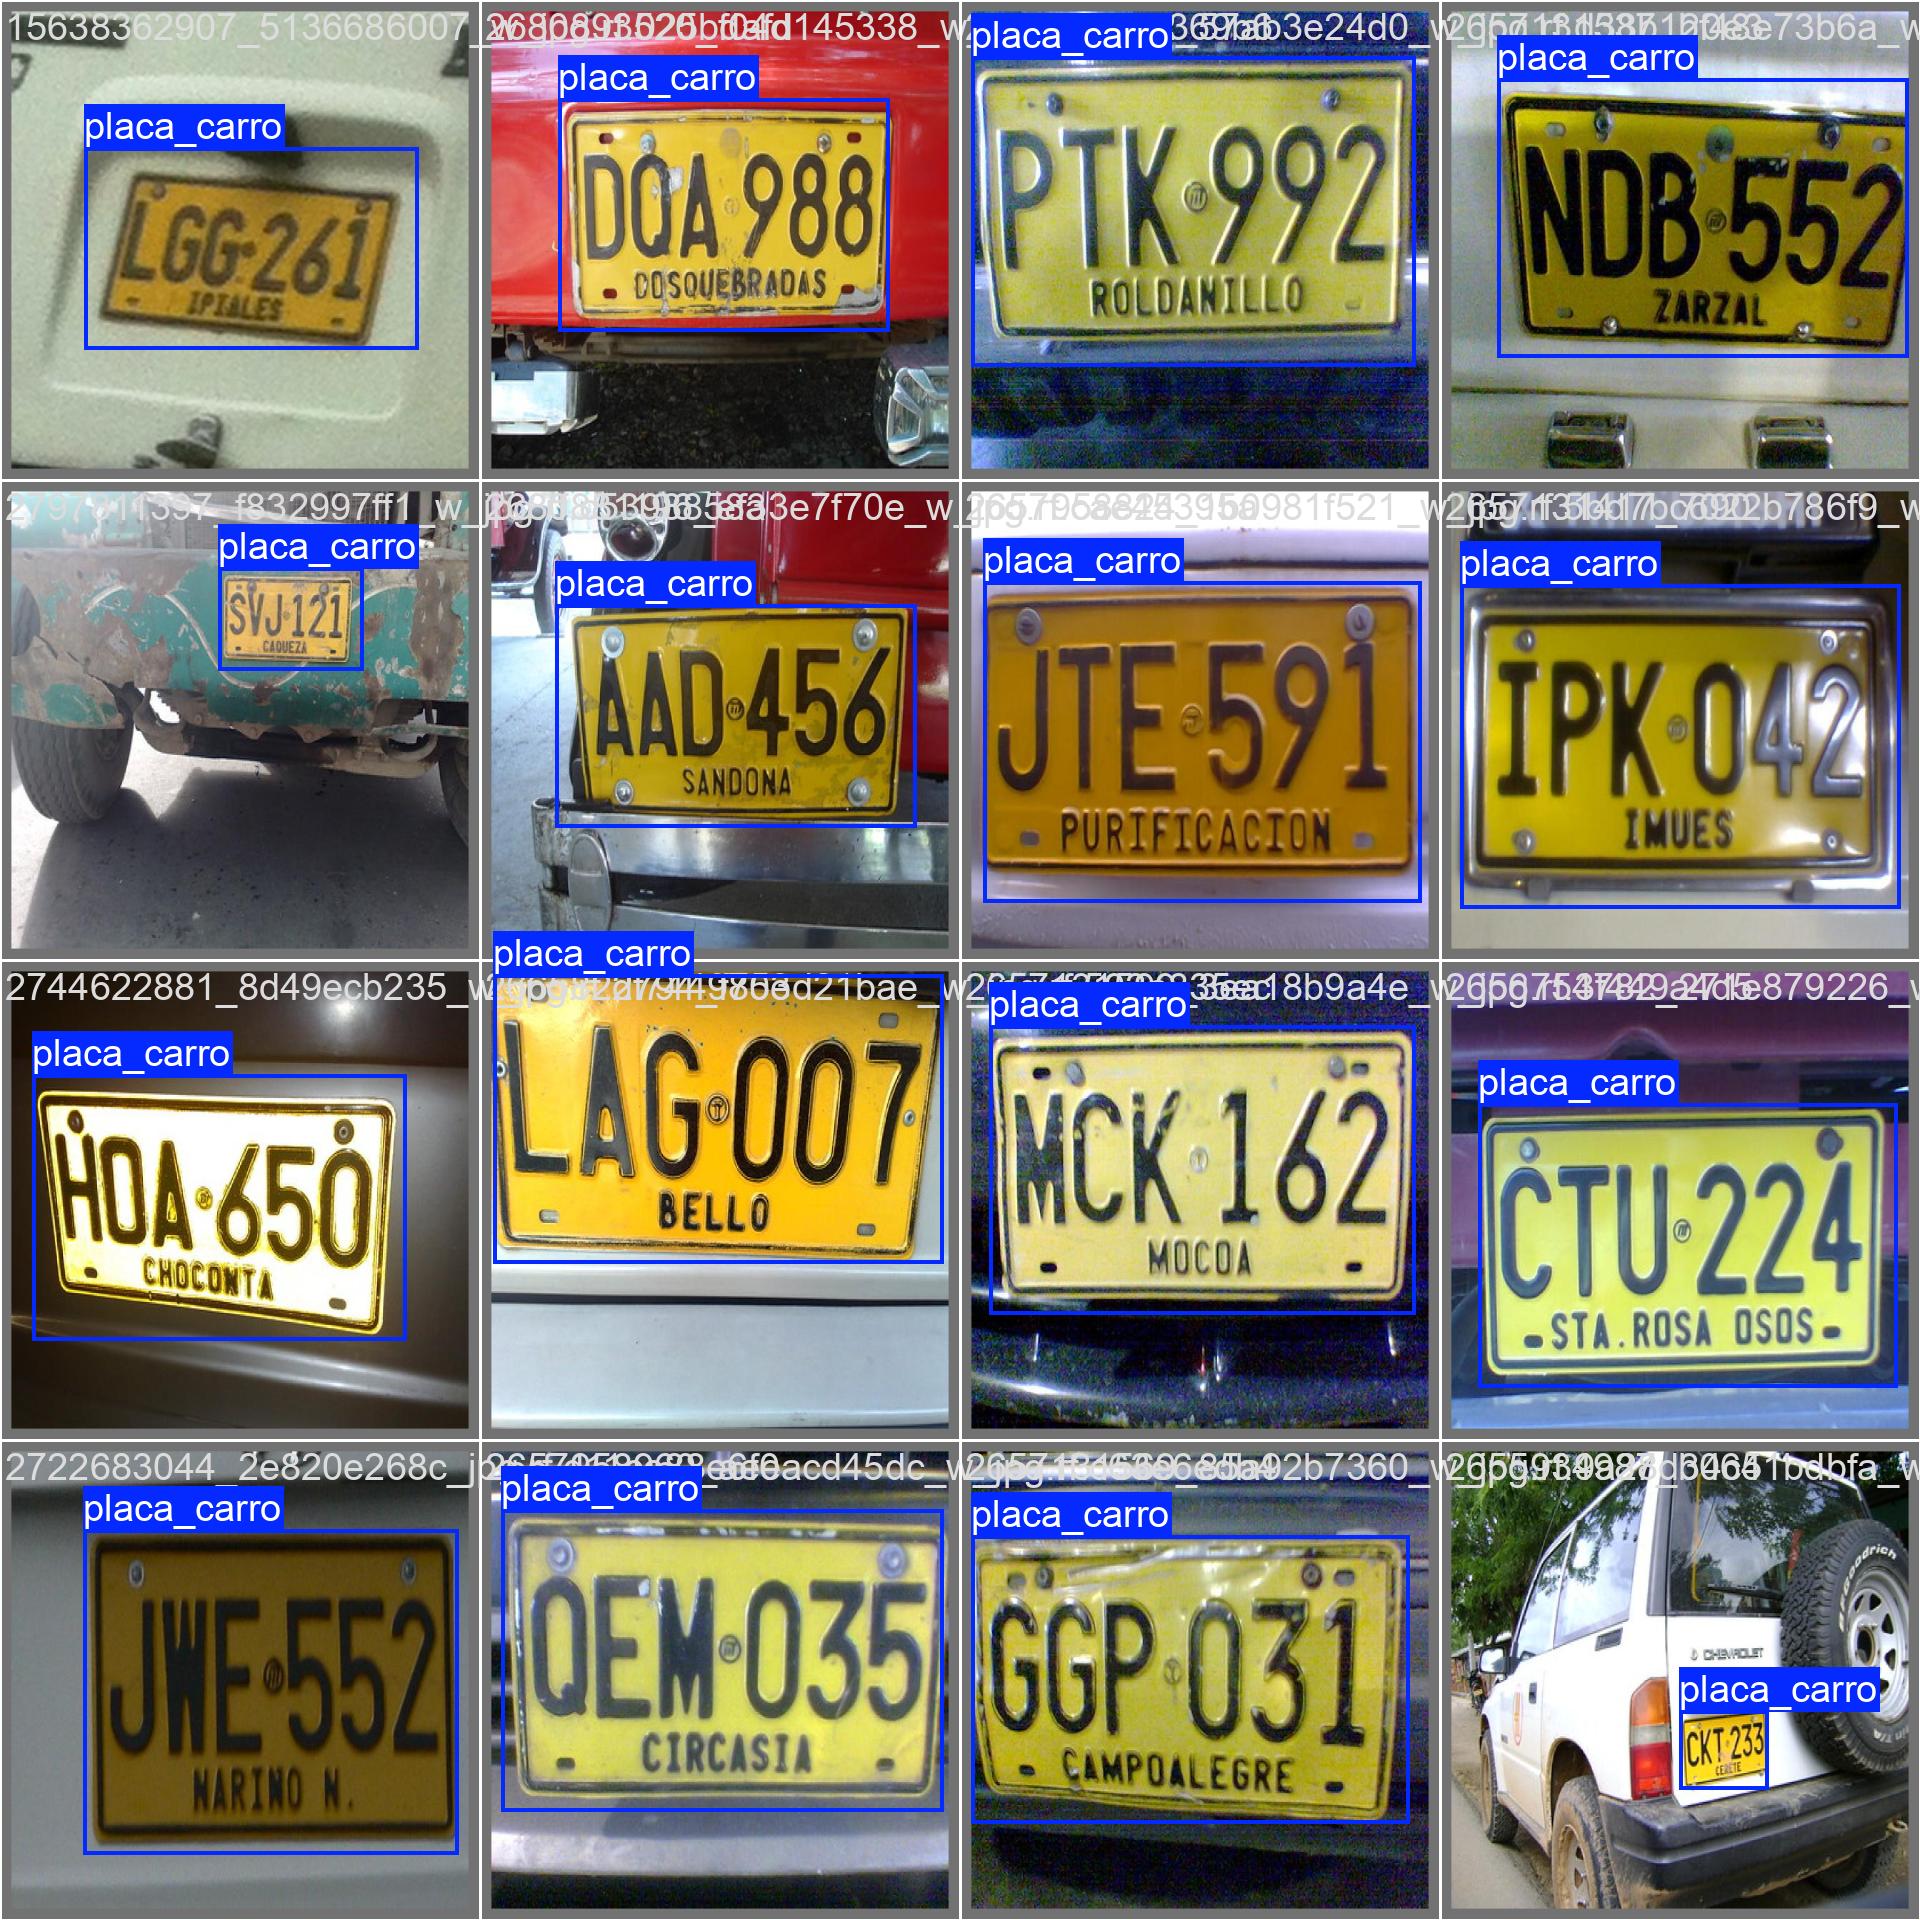 placa_carro
LGG·261
IPIALES
placa_carro
DQA·988
DOSQUEBRADAS
placa_carro
PTK·992
ROLDANILLO
placa_carro
NDB·552
ZARZAL
placa_carro
SVJ·121
CAQUEZA
placa_carro
AAD·456
SANDONA
placa_carro
JTE·591
PURIFICACION
placa_carro
IPK·042
IMUES
2744622881_8d49ecb235_w
placa_carro
HOA·650
CHOCONTA
placa_carro
LAG·007
BELLO
placa_carro
MCK·162
MOCOA
placa_carro
CTU·224
STA.ROSA OSOS
2722683044_2e820e268c
placa_carro
JWE·552
NARINO N.
placa_carro
QEM·035
CIRCASIA
placa_carro
GGP·031
CAMPOALEGRE
CHEVROLET
placa_carro
CKT·233
CERETE